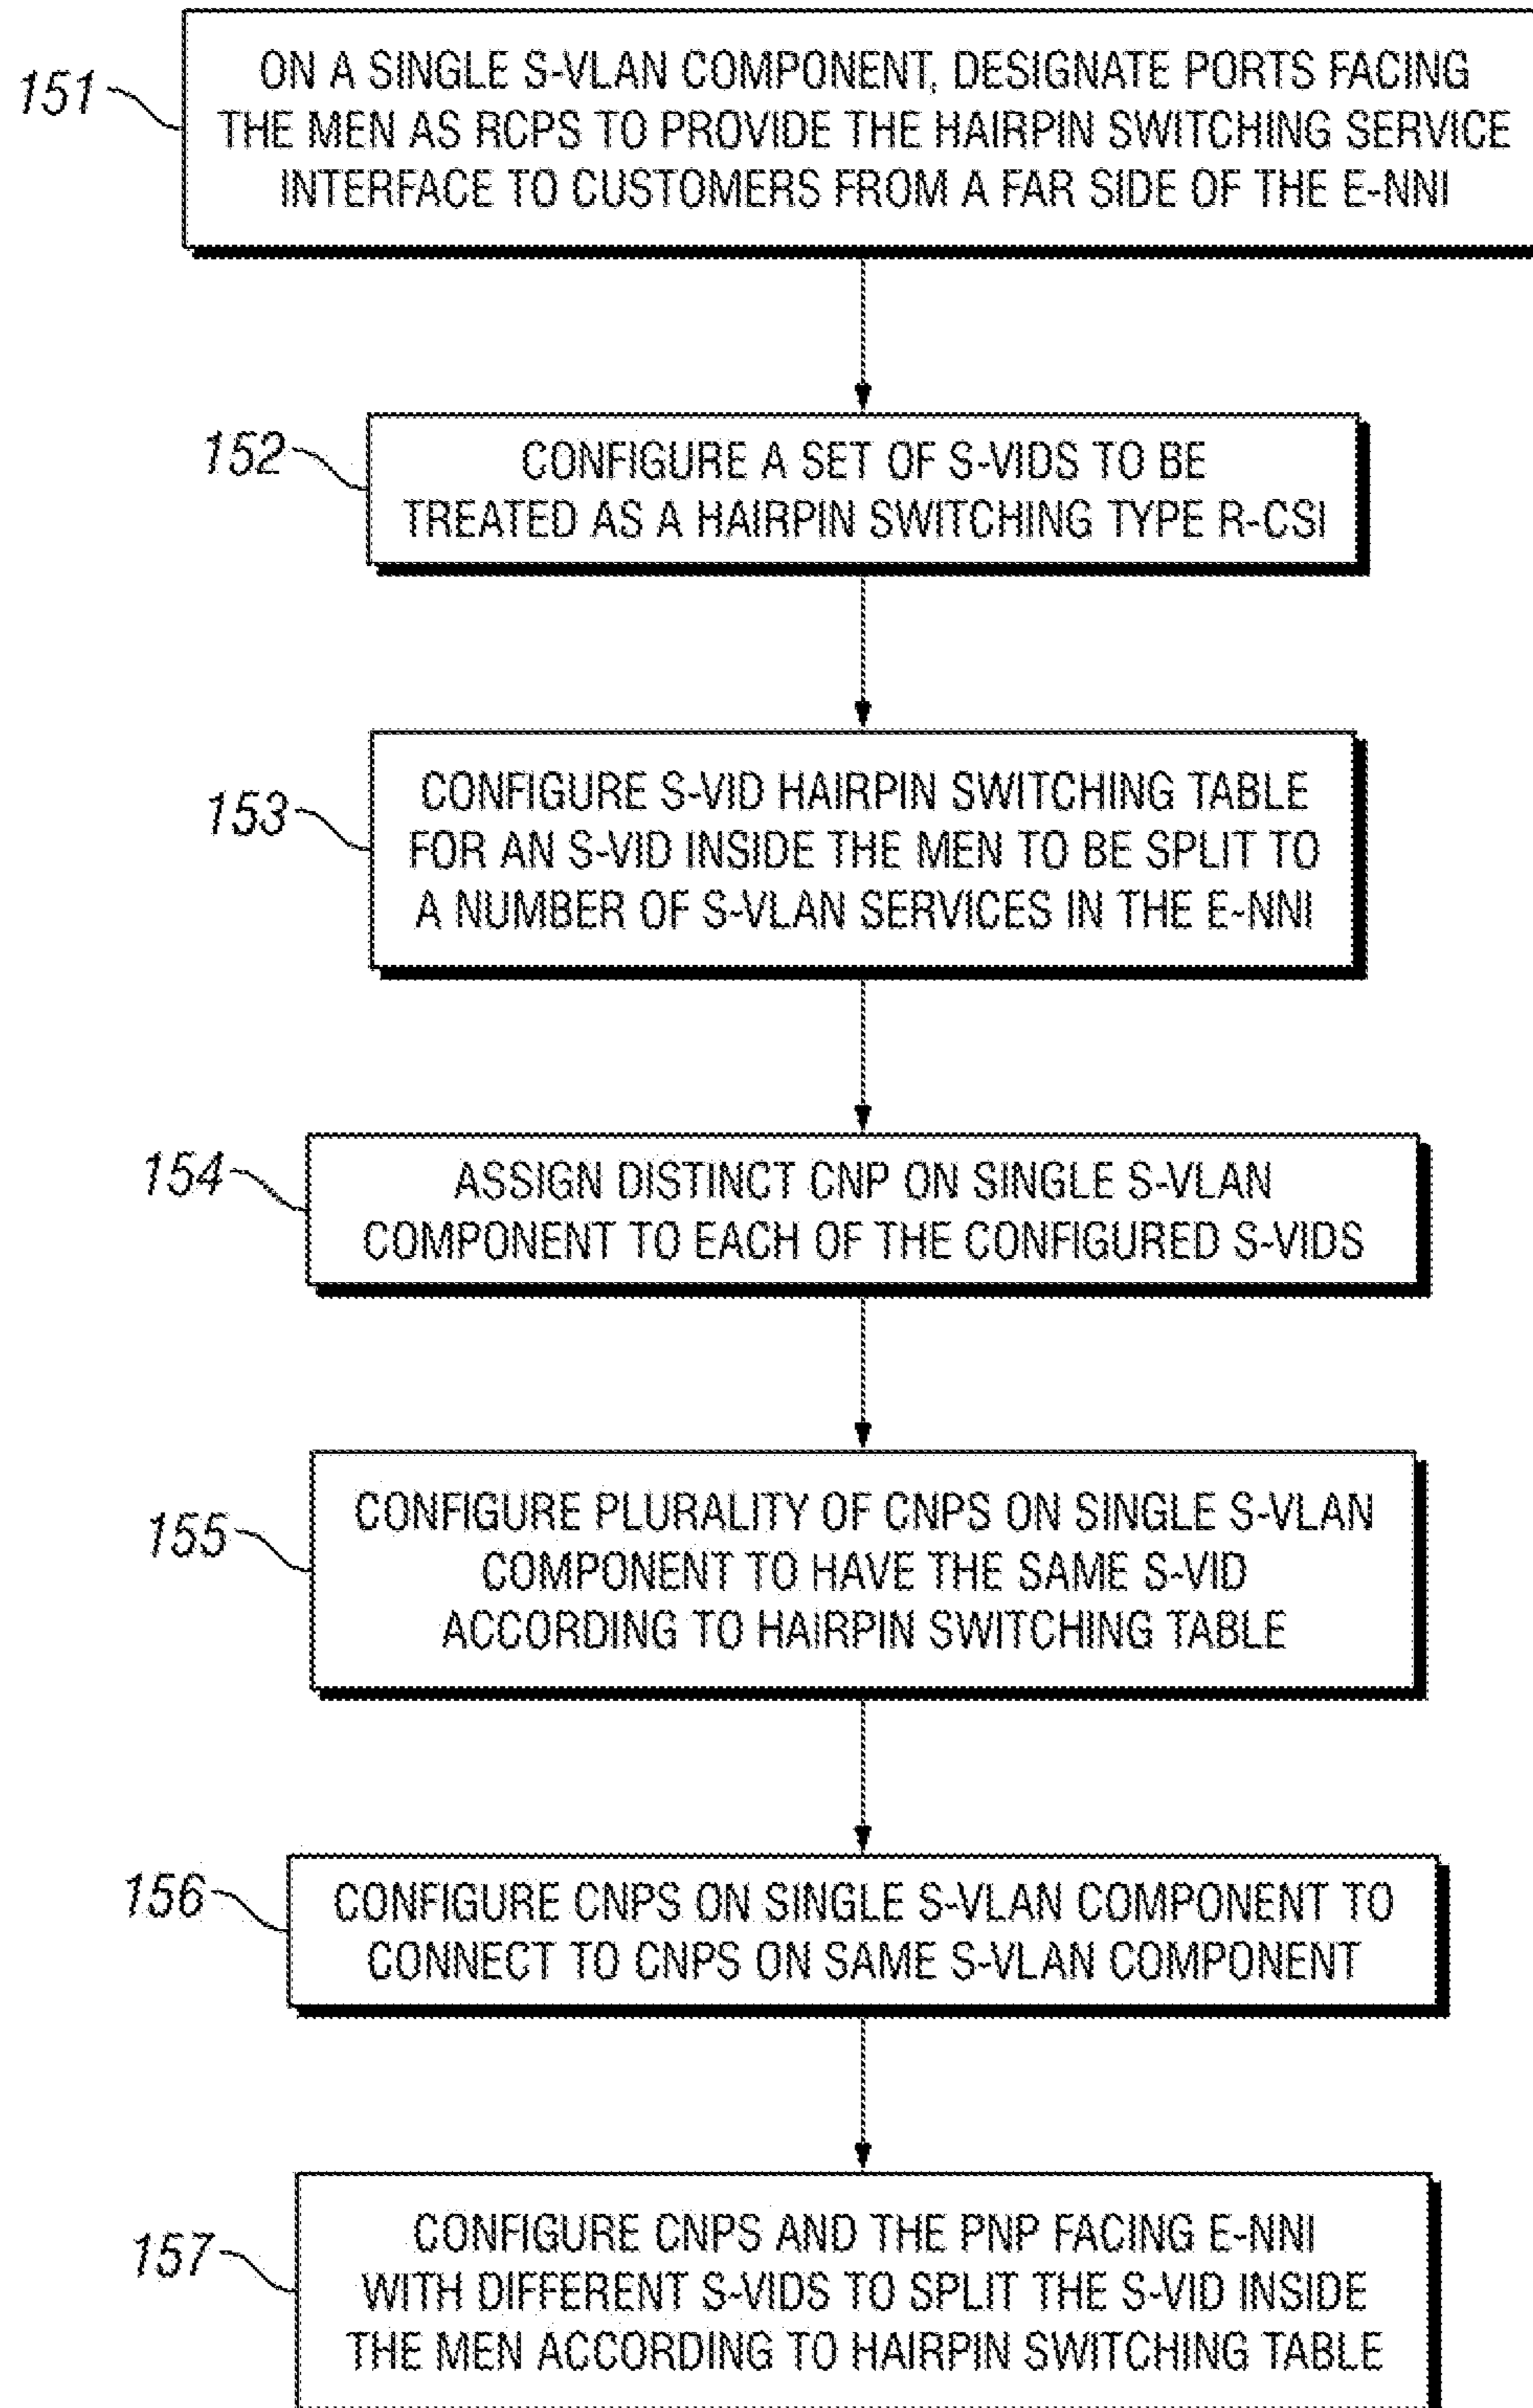 151
ON A SINGLE S-VLAN COMPONENT, DESIGNATE PORTS FACING
THE MEN AS RCPS TO PROVIDE THE HAIRPIN SWITCHING SERVICE
INTERFACE TO CUSTOMERS FROM A FAR SIDE OF THE E-NNI
152
CONFIGURE A SET OF S-VIDS TO BE
TREATED AS A HAIRPIN SWITCHING TYPE R-CSI
153
CONFIGURE S-VID HAIRPIN SWITCHING TABLE
FOR AN S-VID INSIDE THE MEN TO BE SPLIT TO
A NUMBER OF S-VLAN SERVICES IN THE E-NNI
154
ASSIGN DISTINCT CNP ON SINGLE S-VLAN
COMPONENT TO EACH OF THE CONFIGURED S-VIDS
155
CONFIGURE PLURALITY OF CNPS ON SINGLE S-VLAN
COMPONENT TO HAVE THE SAME S-VID
ACCORDING TO HAIRPIN SWITCHING TABLE
156
CONFIGURE CNPS ON SINGLE S-VLAN COMPONENT TO
CONNECT TO CNPS ON SAME S-VLAN COMPONENT
157
CONFIGURE CNPS AND THE PNP FACING E-NNI
WITH DIFFERENT S-VIDS TO SPLIT THE S-VID INSIDE
THE MEN ACCORDING TO HAIRPIN SWITCHING TABLE